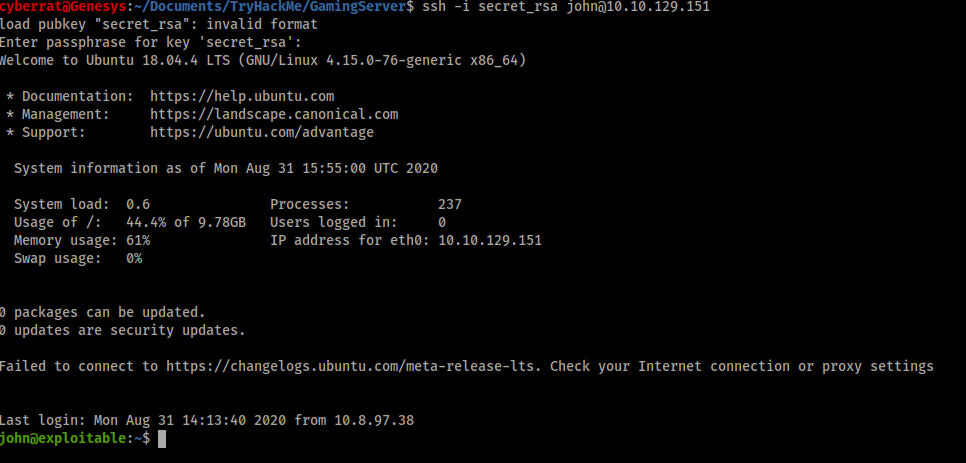 cyberrat@Genesys:~/Documents/TryHackMe/GamingServer$ ssh -i secret_rsa john@10.10.129.151
load pubkey "secret_rsa": invalid format
Enter passphrase for key 'secret_rsa':
Welcome to Ubuntu 18.04.4 LTS (GNU/Linux 4.15.0-76-generic x86_64)
* Documentation:  https://help.ubuntu.com
* Management:     https://landscape.canonical.com
* Support:        https://ubuntu.com/advantage
System information as of Mon Aug 31 15:55:00 UTC 2020
System load:  0.6               Processes:           237
Usage of /:   44.4% of 9.78GB   Users logged in:     0
Memory usage: 61%               IP address for eth0: 10.10.129.151
Swap usage:   0%
0 packages can be updated.
0 updates are security updates.
Failed to connect to https://changelogs.ubuntu.com/meta-release-lts. Check your Internet connection or proxy settings
Last login: Mon Aug 31 14:13:40 2020 from 10.8.97.38
john@exploitable:~$